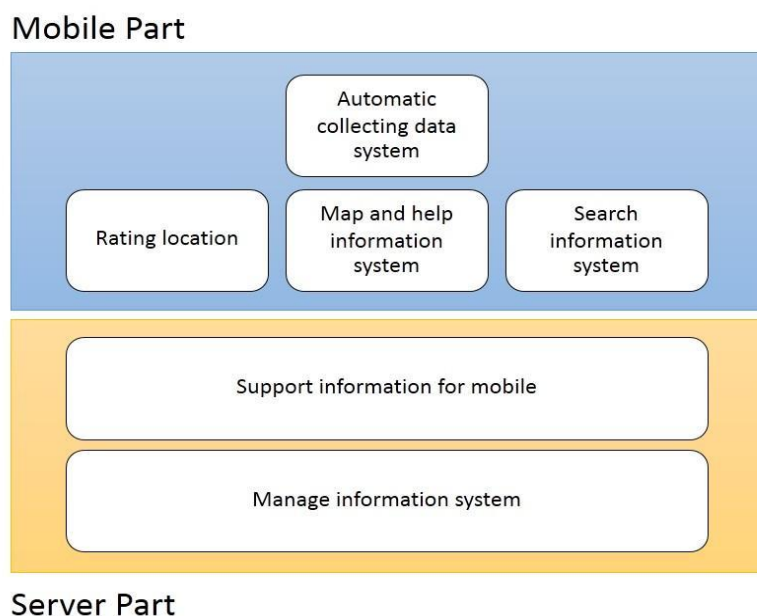 Mobile Part
Automatic
collecting data
system
Rating location
Map and help
information
system
Search
information
system
Support information for mobile
Manage information system
Server Part